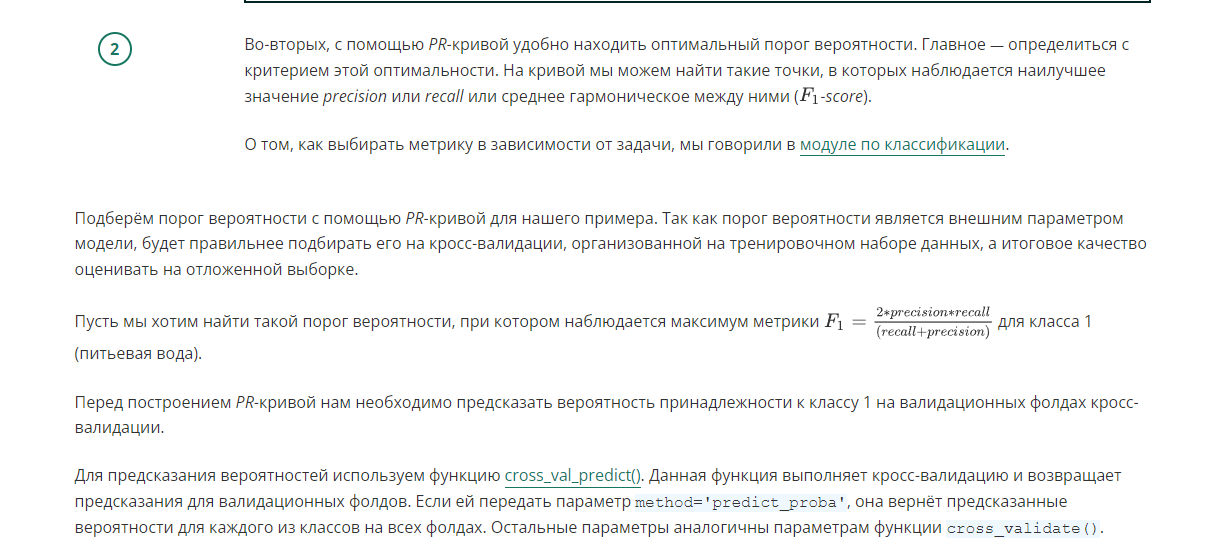 2
Во-вторых, с помощью PR-кривой удобно находить оптимальный порог вероятности. Главное — определиться с
критерием этой оптимальности. На кривой мы можем найти такие точки, в которых наблюдается наилучшее
значение precision или recall или среднее гармоническое между ними (F₁-score).
О том, как выбирать метрику в зависимости от задачи, мы говорили в модуле по классификации.
Подберём порог вероятности с помощью PR-кривой для нашего примера. Так как порог вероятности является внешним параметром
модели, будет правильнее подбирать его на кросс-валидации, организованной на тренировочном наборе данных, а итоговое качество
оценивать на отложенной выборке.
Пусть мы хотим найти такой порог вероятности, при котором наблюдается максимум метрики F₁ = 2*precision*recall / (recall+precision) для класса 1
(питьевая вода).
Перед построением PR-кривой нам необходимо предсказать вероятность принадлежности к классу 1 на валидационных фолдах кросс-
валидации.
Для предсказания вероятностей используем функцию cross_val_predict(). Данная функция выполняет кросс-валидацию и возвращает
предсказания для валидационных фолдов. Если ей передать параметр method='predict_proba', она вернёт предсказанные
вероятности для каждого из классов на всех фолдах. Остальные параметры аналогичны параметрам функции cross_validate().